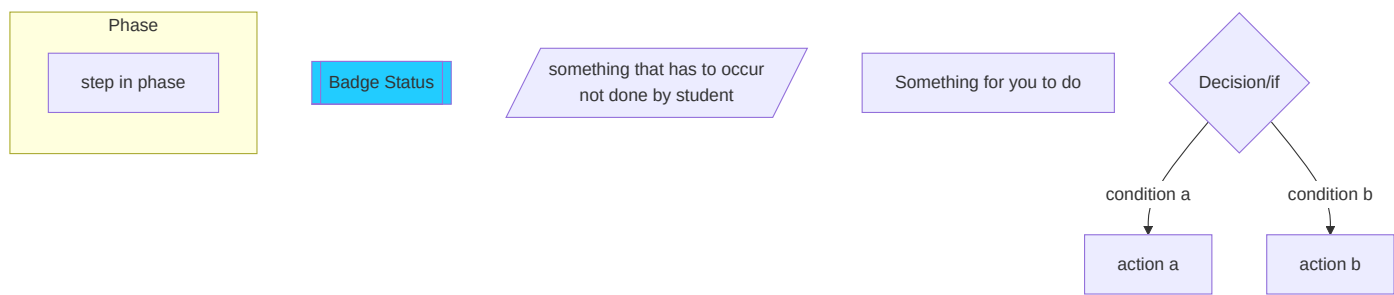 Phase
step in phase
Badge Status
something that has to occur
not done by student
Something for you to do
Decision/if
condition a
condition b
action a
action b